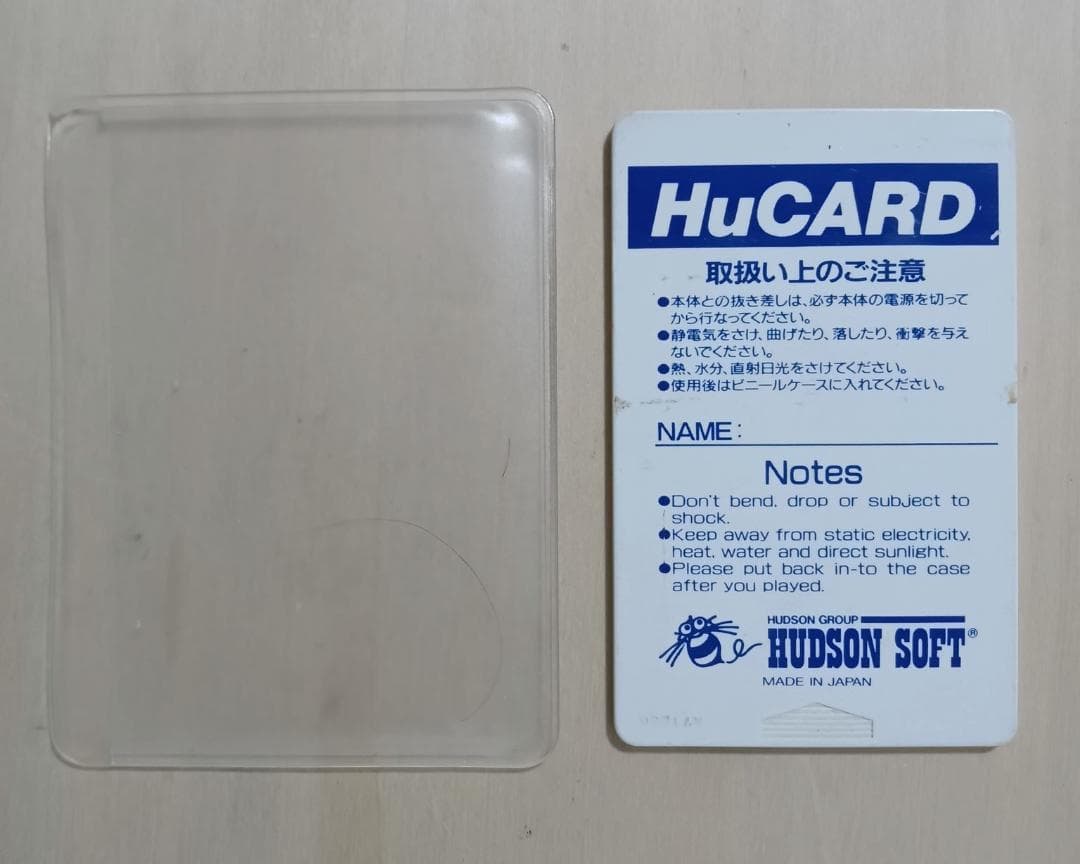 HuCARD
取扱い上のご注意
●本体との抜き差しは、必ず本体の電源を切って
から行なってください。
●静電気をさけ、曲げたり、落したり、衝撃を与え
ないでください。
●熱、水分、直射日光をさけてください。
●使用後はビニールケースに入れてください。
NAME:
Notes
●Don't bend, drop or subject to
shock.
●Keep away from static electricity,
heat, water and direct sunlight.
●Please put back in-to the case
after you played.
HUDSON GROUP
HUDSON SOFT®
MADE IN JAPAN